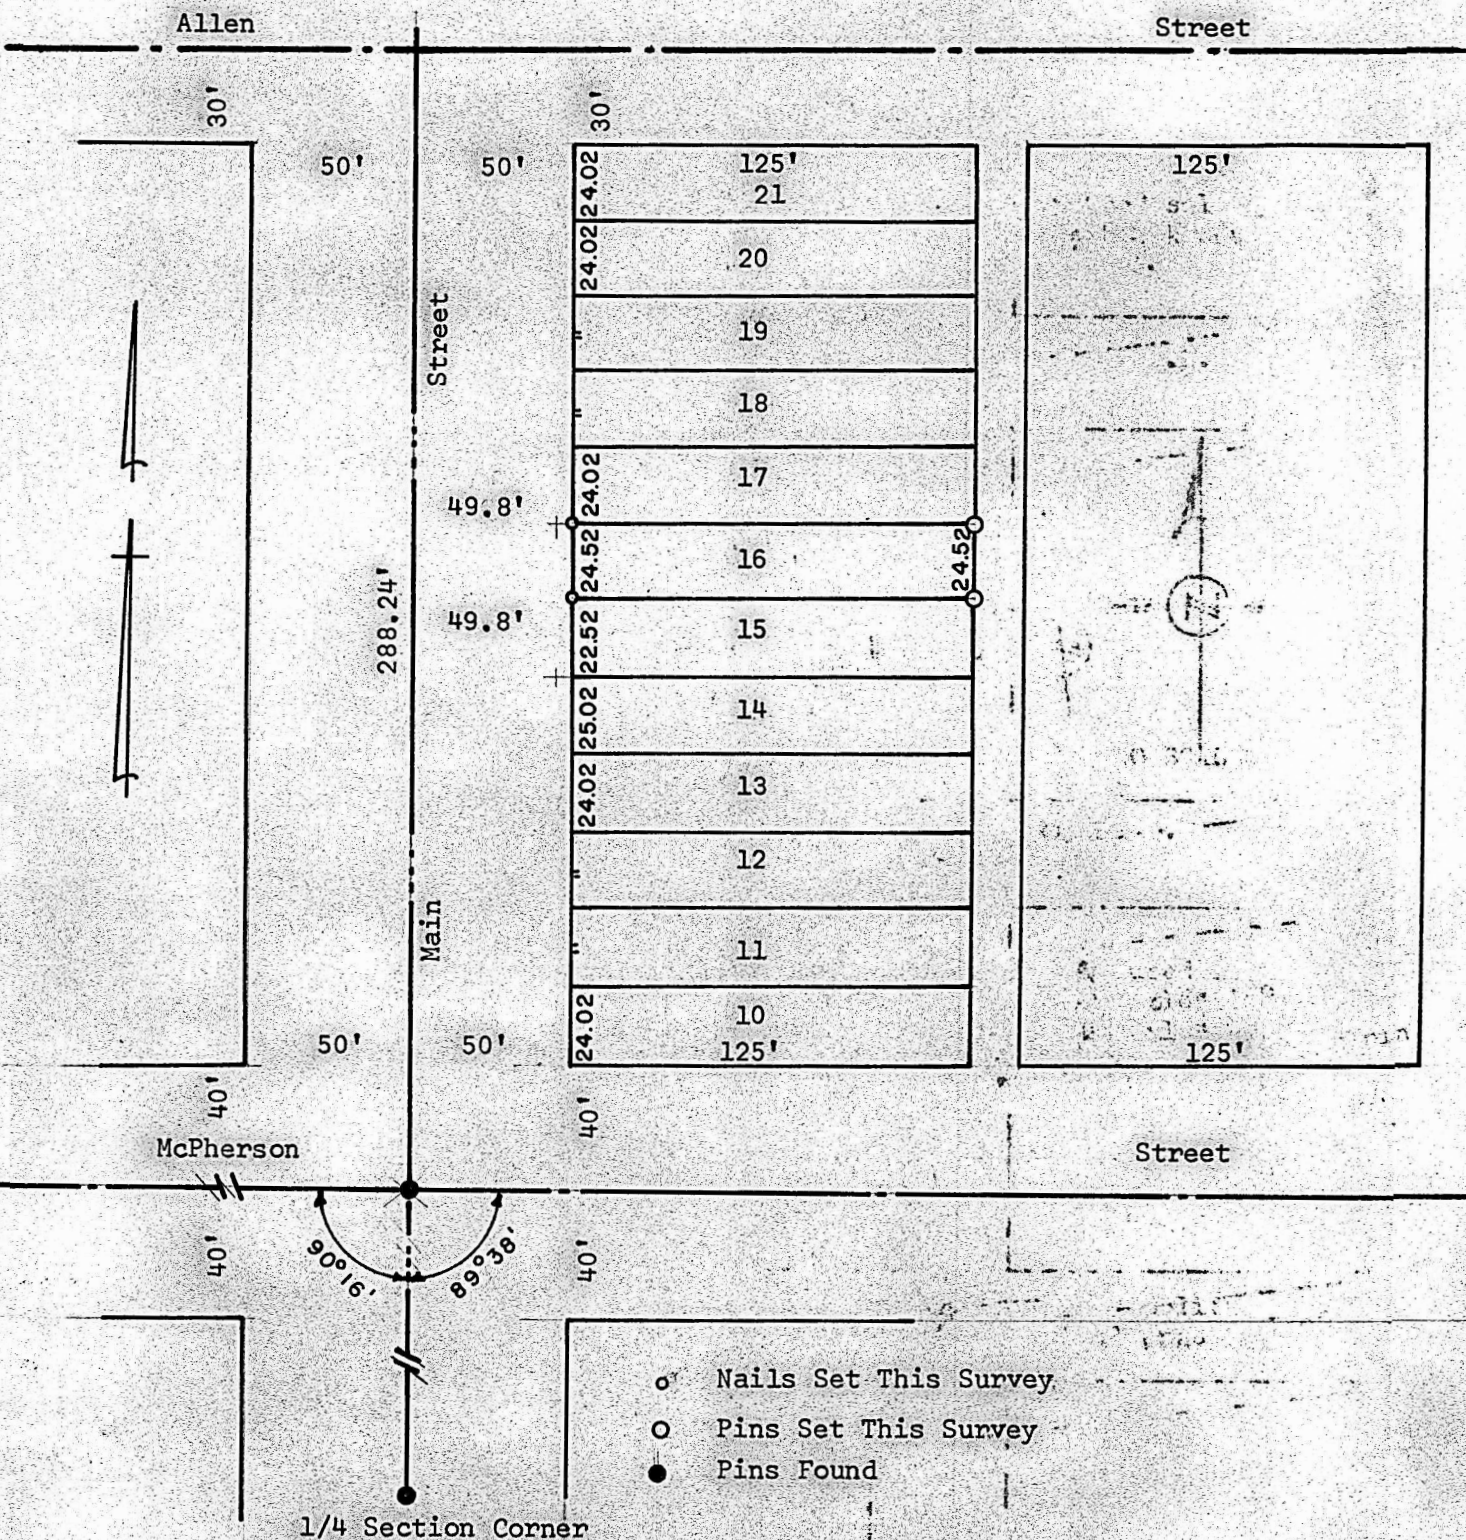 Allen Street
30' 30'
50' 50' 24.02 125' 125'
21
24.02 20
Street
19
18
24.02 17
49.8'
24.52 16 24.52
288.24'
49.8'
22.52 15
25.02 14
24.02 13
12
Main
11
24.02 10
50' 50' 125' 125'
40' 40'
McPherson Street
90°16' 89°38'
40' 40'
Nails Set This Survey
Pins Set This Survey
Pins Found
1/4 Section Corner